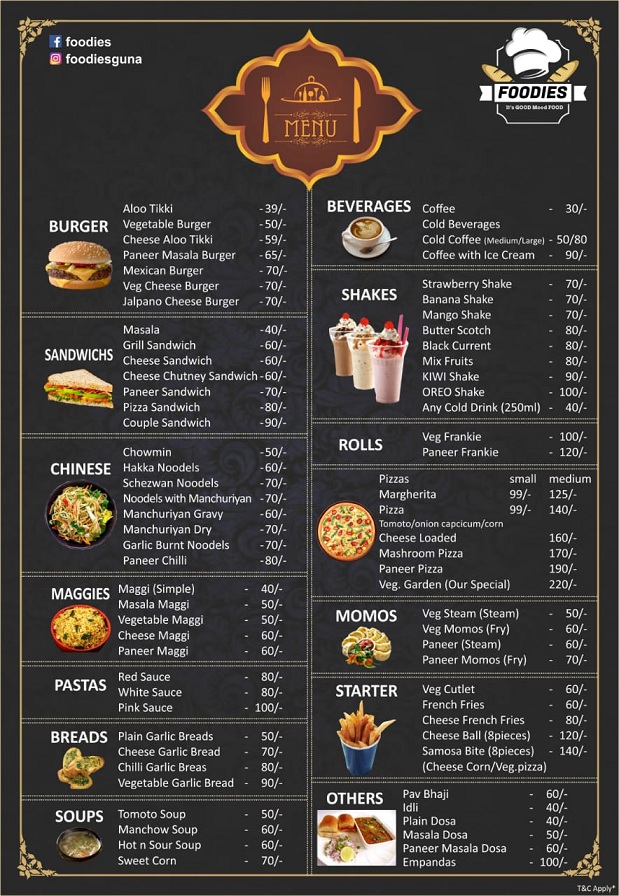 foodies
foodiesguna
MENU
FOODIES
D's GOOD Mood FOOD
BURGER
Aloo Tikki -39/-
Vegetable Burger -50/-
Cheese Aloo Tikki -59/-
Paneer Masala Burger -65/-
Mexican Burger - 70/-
Veg Cheese Burger -70/-
Jalpano Cheese Burger -70/-
SANDWICHS
Masala -40/-
Grill Sandwich -60/-
Cheese Sandwich -60/-
Cheese Chutney Sandwich -60/-
Paneer Sandwich -70/-
Pizza Sandwich -80/-
Couple Sandwich -90/-
CHINESE
Chowmin -50/-
Hakka Noodels -60/-
Schezwan Noodels -70/-
Noodels with Manchuriyan -70/-
Manchuriyan Gravy -60/-
Manchuriyan Dry -70/-
Garlic Burnt Noodels -70/-
Paneer Chilli -80/-
MAGGIES
Maggi (Simple) - 40/-
Masala Maggi - 50/-
Vegetable Maggi - 50/-
Cheese Maggi - 60/-
Paneer Maggi - 60/-
PASTAS
Red Sauce - 80/-
White Sauce - 80/-
Pink Sauce - 100/-
BREADS
Plain Garlic Breads - 50/-
Cheese Garlic Bread - 70/-
Chilli Garlic Breas - 80/-
Vegetable Garlic Bread - 90/-
SOUPS
Tomoto Soup - 50/-
Manchow Soup - 60/-
Hot n Sour Soup - 60/-
Sweet Corn - 70/-
BEVERAGES
Coffee - 30/-
Cold Beverages
Cold Coffee (Medium/Large) - 50/80
Coffee with Ice Cream - 90/-
SHAKES
Strawberry Shake - 70/-
Banana Shake - 70/-
Mango Shake - 70/-
Butter Scotch - 80/-
Black Current - 80/-
Mix Fruits - 80/-
KIWI Shake - 90/-
OREO Shake - 100/-
Any Cold Drink (250ml) - 40/-
ROLLS
Veg Frankie - 100/-
Paneer Frankie - 120/-
Pizzas small medium
Margherita 99/- 125/-
Pizza 99/- 140/-
Tomoto/onion capcicum/corn
Cheese Loaded 160/-
Mashroom Pizza 170/-
Paneer Pizza 190/-
Veg. Garden (Our Special) 220/-
MOMOS
Veg Steam (Steam) - 50/-
Veg Momos (Fry) - 60/-
Paneer (Steam) - 60/-
Paneer Momos (Fry) - 70/-
STARTER
Veg Cutlet - 60/-
French Fries - 60/-
Cheese French Fries - 80/-
Cheese Ball (8pieces) - 120/-
Samosa Bite (8pieces) - 140/-
(Cheese Corn/Veg.pizza)
OTHERS
Pav Bhaji - 60/-
Idli - 40/-
Plain Dosa - 40/-
Masala Dosa - 50/-
Paneer Masala Dosa - 60/-
Empandas - 100/-
T&C Apply*